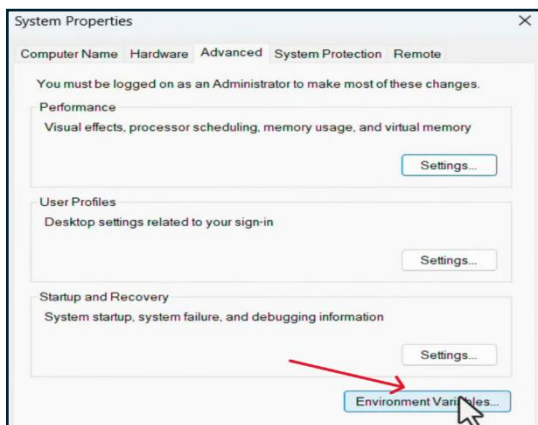 System Properties
Computer Name Hardware Advanced System Protection Remote
You must be logged on as an Administrator to make most of these changes.
Performance
Visual effects, processor scheduling, memory usage, and virtual memory
Settings...
User Profiles
Desktop settings related to your sign-in
Settings...
Startup and Recovery
System startup, system failure, and debugging information
Settings...
Environment Variables...